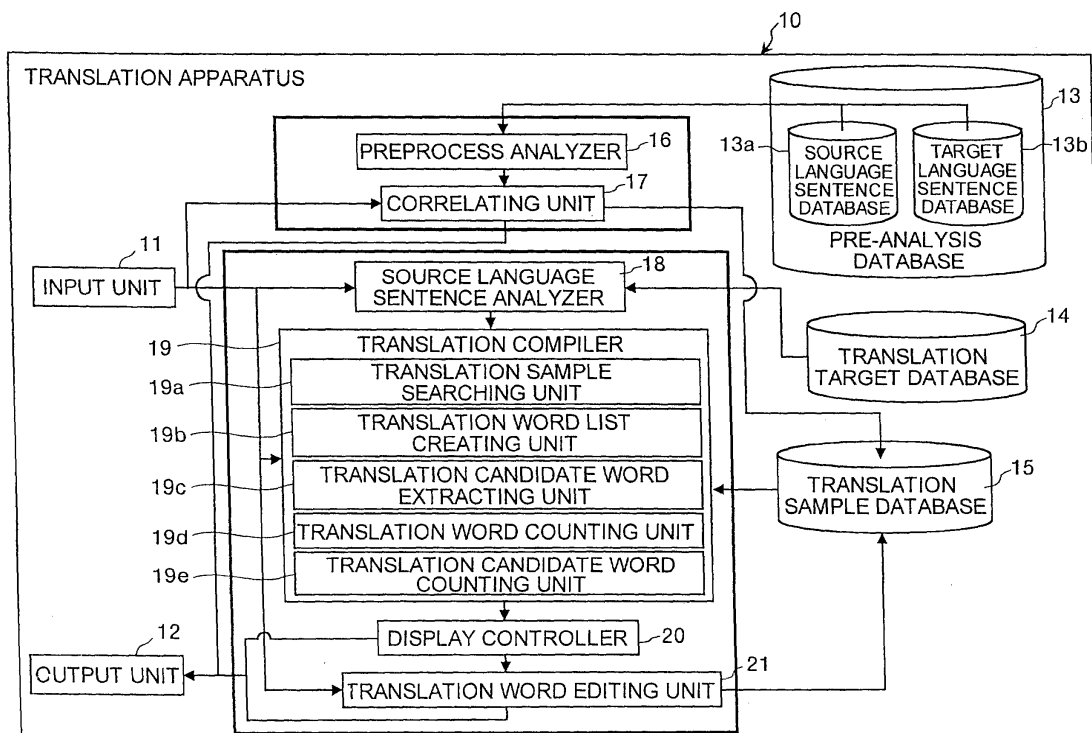 10
TRANSLATION APPARATUS
13
16
PREPROCESS ANALYZER
13a
SOURCE
LANGUAGE
SENTENCE
DATABASE
TARGET
LANGUAGE
SENTENCE
DATABASE
13b
17
CORRELATING UNIT
PRE-ANALYSIS
DATABASE
11
INPUT UNIT
18
SOURCE LANGUAGE
SENTENCE ANALYZER
14
TRANSLATION
TARGET DATABASE
19
TRANSLATION COMPILER
19a
TRANSLATION SAMPLE
SEARCHING UNIT
19b
TRANSLATION WORD LIST
CREATING UNIT
19c
TRANSLATION CANDIDATE WORD
EXTRACTING UNIT
15
TRANSLATION
SAMPLE DATABASE
19d
TRANSLATION WORD COUNTING UNIT
19e
TRANSLATION CANDIDATE WORD
COUNTING UNIT
12
OUTPUT UNIT
DISPLAY CONTROLLER
20
21
TRANSLATION WORD EDITING UNIT